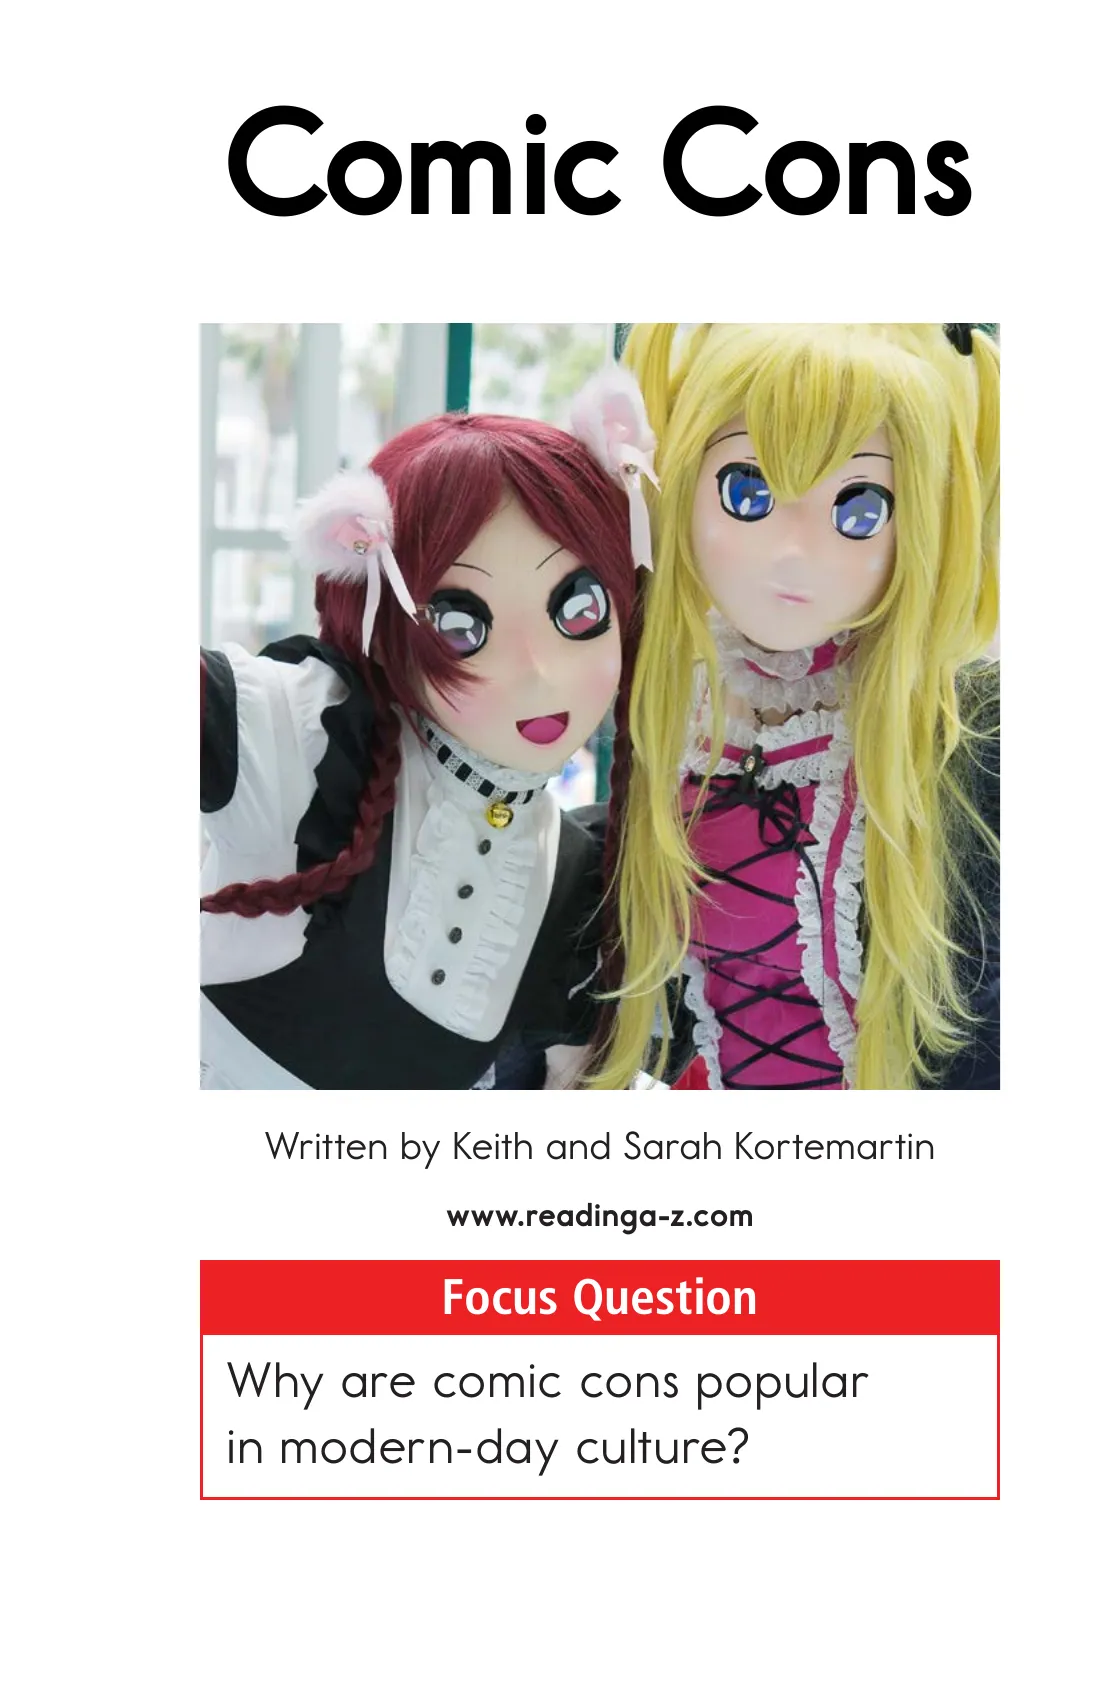 Comic Cons
Written by Keith and Sarah Kortemartin
www.readinga-z.com
Focus Question
Why are comic cons popular
in modern-day culture?